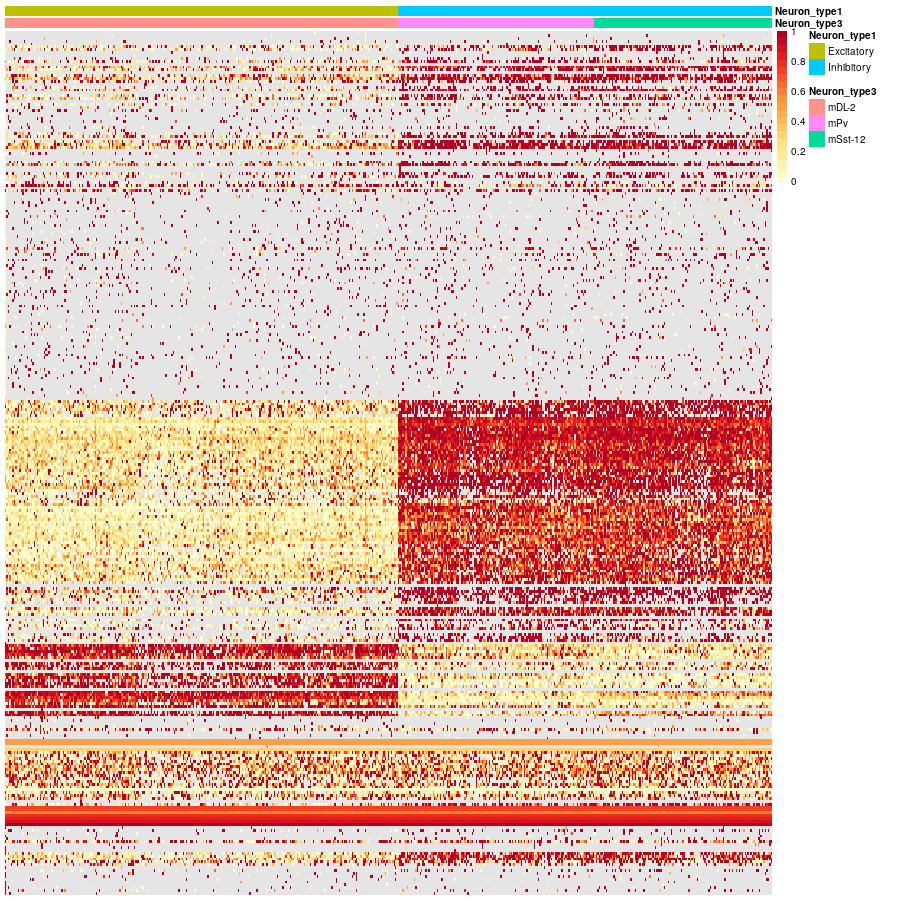 Neuron_type1
Neuron_type3
1
0.8
0.6
0.4
0.2
0
Neuron_type1
Excitatory
Inhibitory
Neuron_type3
mDL-2
mPv
mSst-12